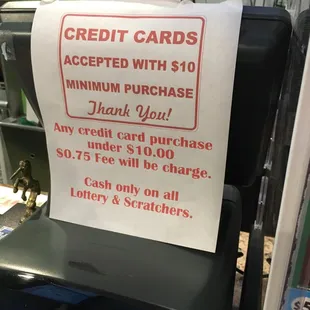 CREDIT CARDS
ACCEPTED WITH $10
MINIMUM PURCHASE
Thank You!
Any credit card purchase
under $10.00
$0.75 Fee will be charge.
Cash only on all
Lottery & Scratchers.